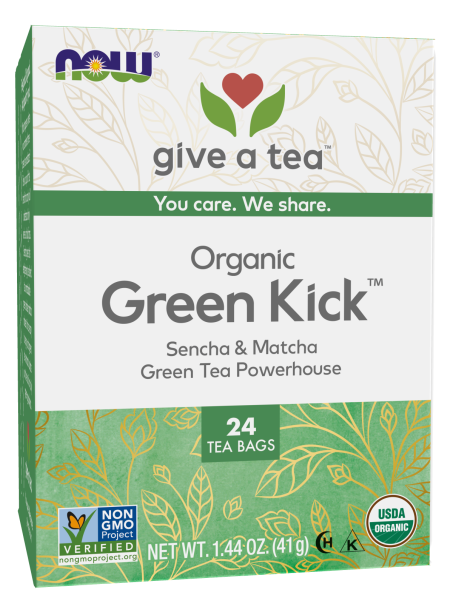 NOW®
give a tea™
You care. We share.
Organic
Green Kick™
Sencha & Matcha
Green Tea Powerhouse
24
TEA BAGS
NON
GMO
Project
VERIFIED
nongmoproject.org
NET WT. 1.44 OZ. (41 g)
H
K
USDA
ORGANIC